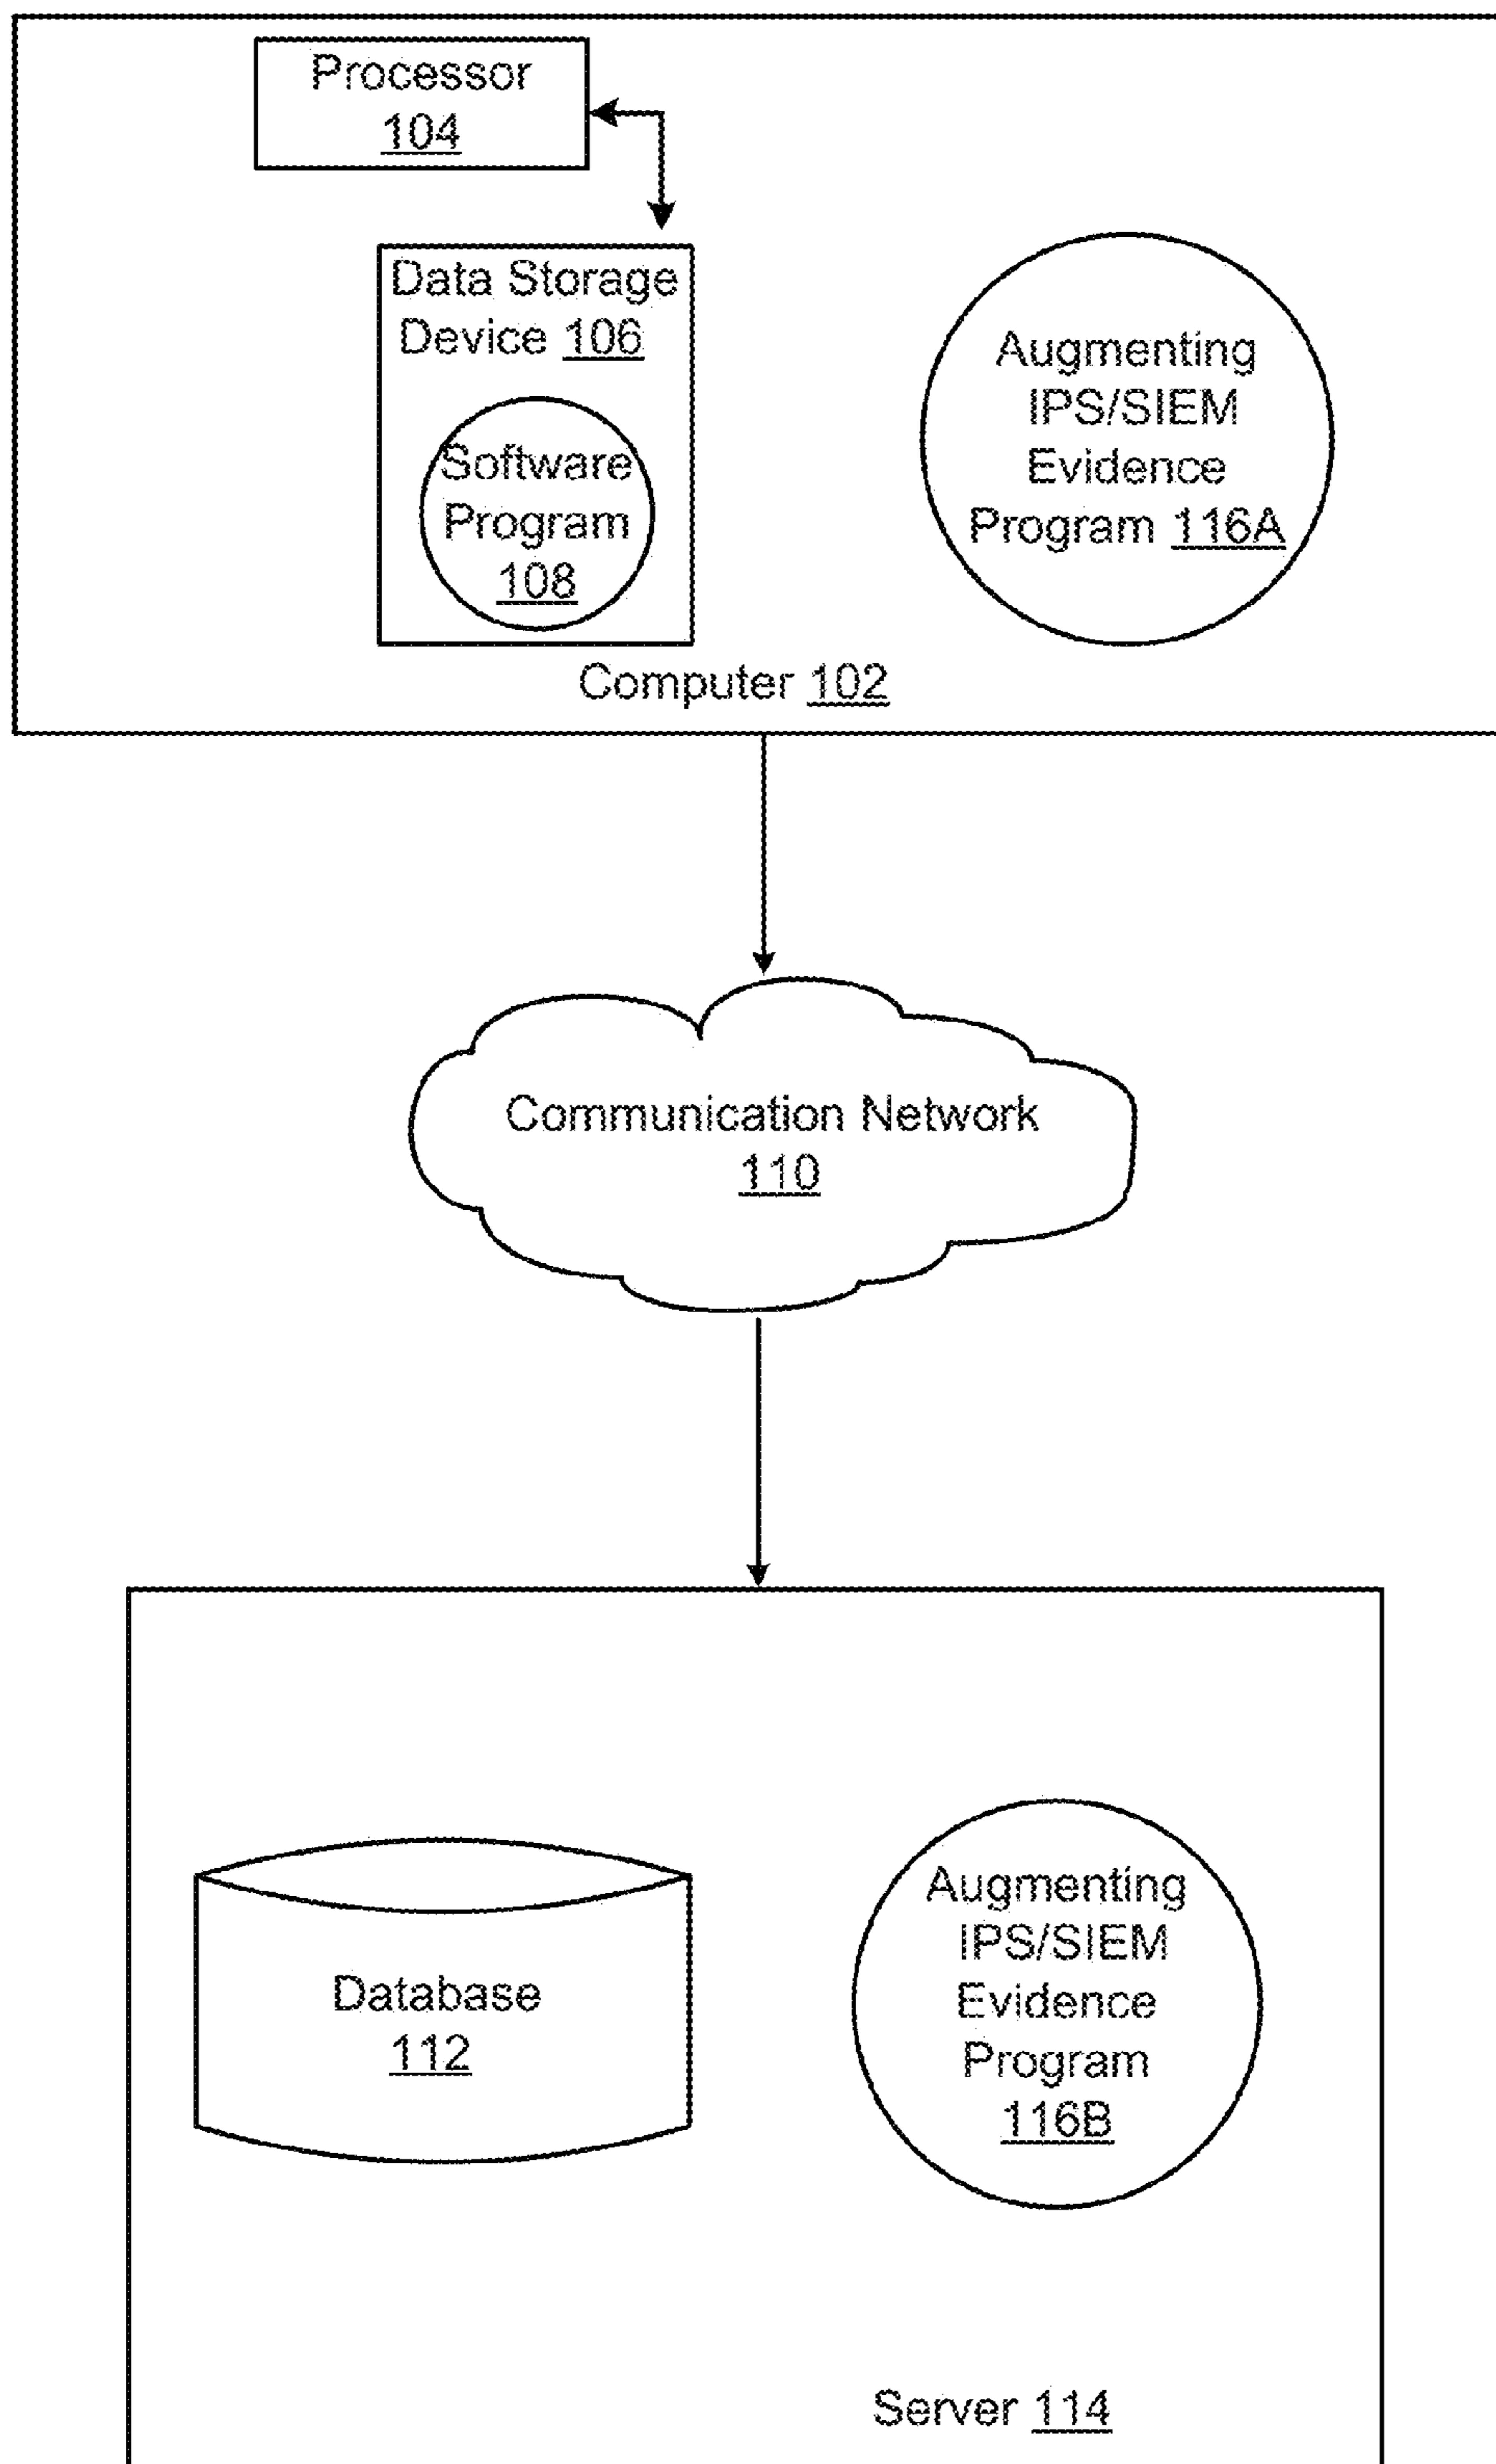 Processor
104
Data Storage
Device 106
Software
Program
108
Augmenting
IPS/SIEM
Evidence
Program 116A
Computer 102
Communication Network
110
Database
112
Augmenting
IPS/SIEM
Evidence
Program
116B
Server 114